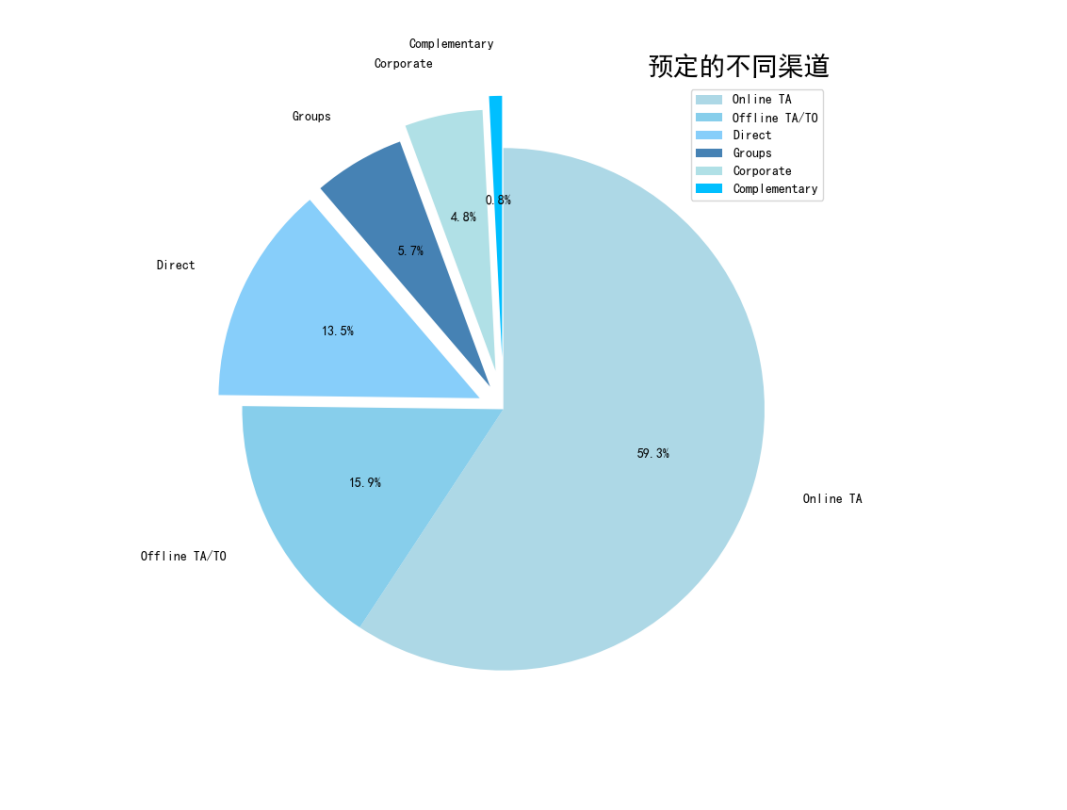 Complementary
Corporate
预定的不同渠道
Online TA
Offline TA/TO
Direct
Groups
Corporate
Complementary
Groups
0.8%
4.8%
5.7%
Direct
13.5%
59.3%
15.9%
Online TA
Offline TA/TO